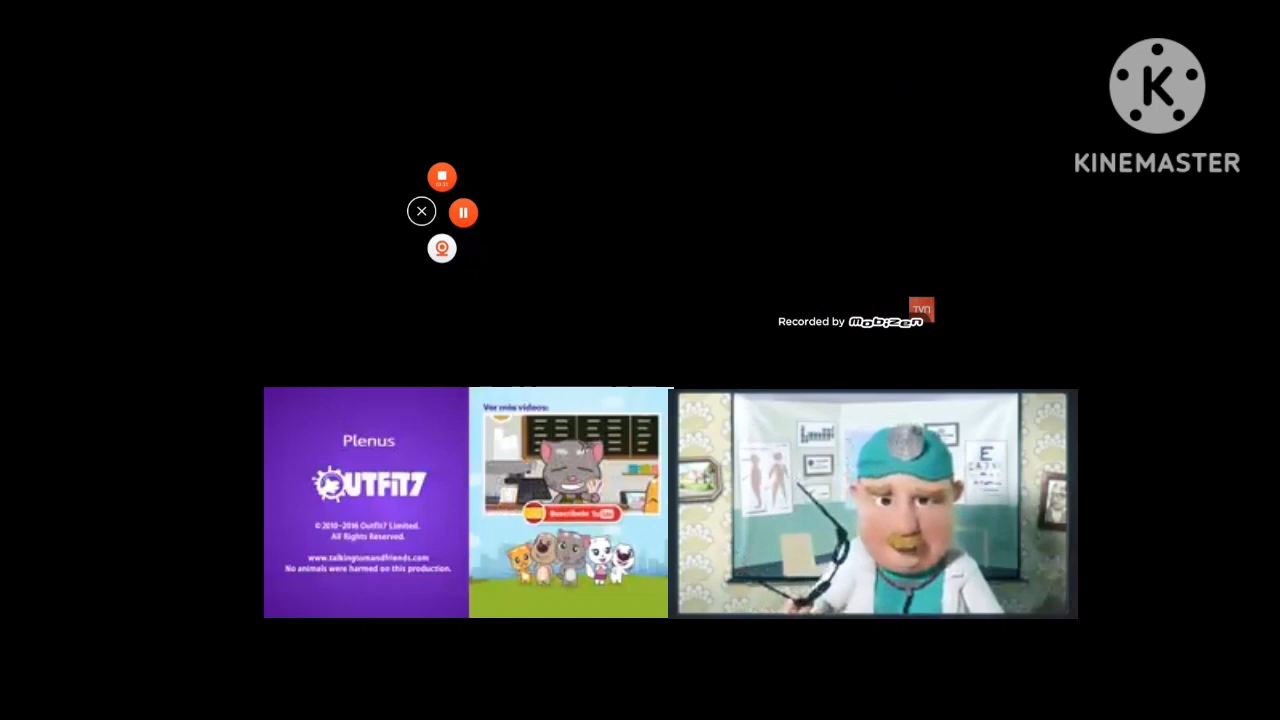 K
KINEMASTER
TVN
Recorded by mobizen
Plenus
OUTFIT7
©2010-2016 Outfit7 Limited.
All Rights Reserved.
www.talkingtomandfriends.com
No animals were harmed on this production.
Ver más videos:
Suscríbete You
E